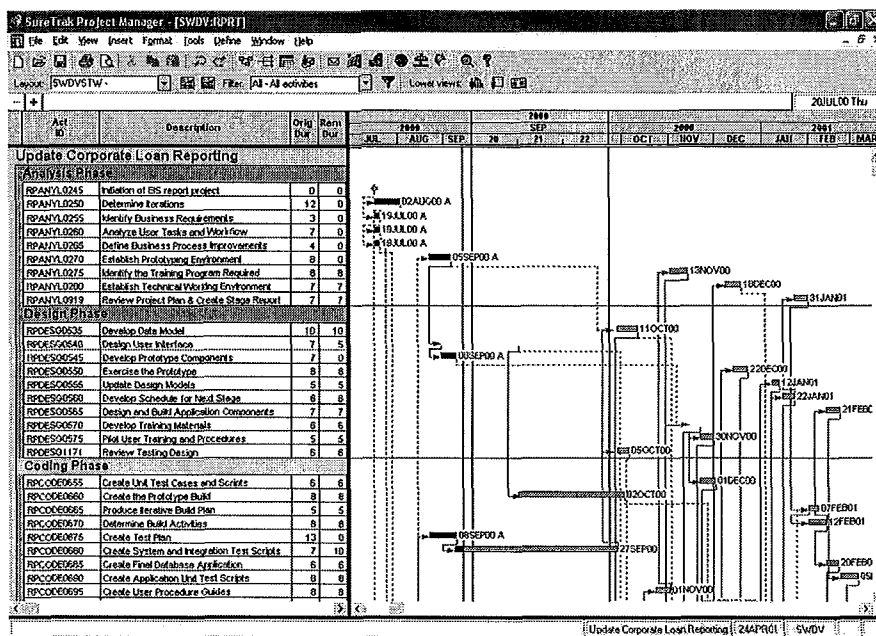 SureTrak Project Manager - [SWDV:RPRT]
File Edit View Insert Format Tools Define Window Help
Layout: SWDVSTW - Filter: All - All activities Lower views:
20JUL00 Thu
Act ID Description Orig Dur Rem Dur
2000 2000 2000 2001
JUL AUG SEP SEP 20 21 22 OCT NOV DEC JAN FEB MAR
Update Corporate Loan Reporting
Analysis Phase
RPANYL0245 Initiation of EIS report project 0 0
RPANYL0250 Determine Iterations 12 0 02AUG00 A
RPANYL0255 Identify Business Requirements 3 0 19JUL00 A
RPANYL0260 Analyze User Tasks and Workflow 7 0 18JUL00 A
RPANYL0265 Define Business Process Improvements 4 0 18JUL00 A
RPANYL0270 Establish Prototyping Environment 8 0 05SEP00 A
RPANYL0275 Identify the Training Program Required 8 8 13NOV00
Establish Technical Working Environment 7 7 18DEC00
RPANYL0919 Review Project Plan & Create Stage Report 7 7 31JAN01
Design Phase
RPDESG0535 Develop Data Model 10 10 11OCT00
RPDESG0540 Design User Interface 7 5
RPDESG0545 Develop Prototype Components 7 0 08SEP00 A
RPDESG0550 Exercise the Prototype 8 8 22DEC00
Update Design Models 5 5 12JAN01
RPDESG0560 Develop Schedule for Next Stage 6 22JAN01
RPDESG0565 Design and Build Application Components 7 7 21FEB0
RPDESG0570 Develop Training Materials 6 6
RPDESG0575 Pilot User Training and Procedures 5 5 30NOV00
RPDESG1171 Review Testing Design 6 6 05OCT00
Coding Phase
RPCODE0655 Create Unit Test Cases and Scripts 6 6
RPCODE0660 Create the Prototype Build 8 8 01DEC00
RPCODE0665 Produce Iterative Build Plan 5 5 02OCT00
RPCODE0670 Determine Build Activities 8 8 07FEB01
Create Test Plan 13 0 08SEP00 A 12FEB01
Create System and Integration Test Scripts 7 10 27SEP00
RPCODE0685 Create Final Database Application 6 6 20FEB0
RPCODE0690 Create Application Unit Test Scripts 8 8
RPCODE0695 Create User Procedure Guides 8 8 01NOV00
Update Corporate Loan Reporting 24APR01 SWDV